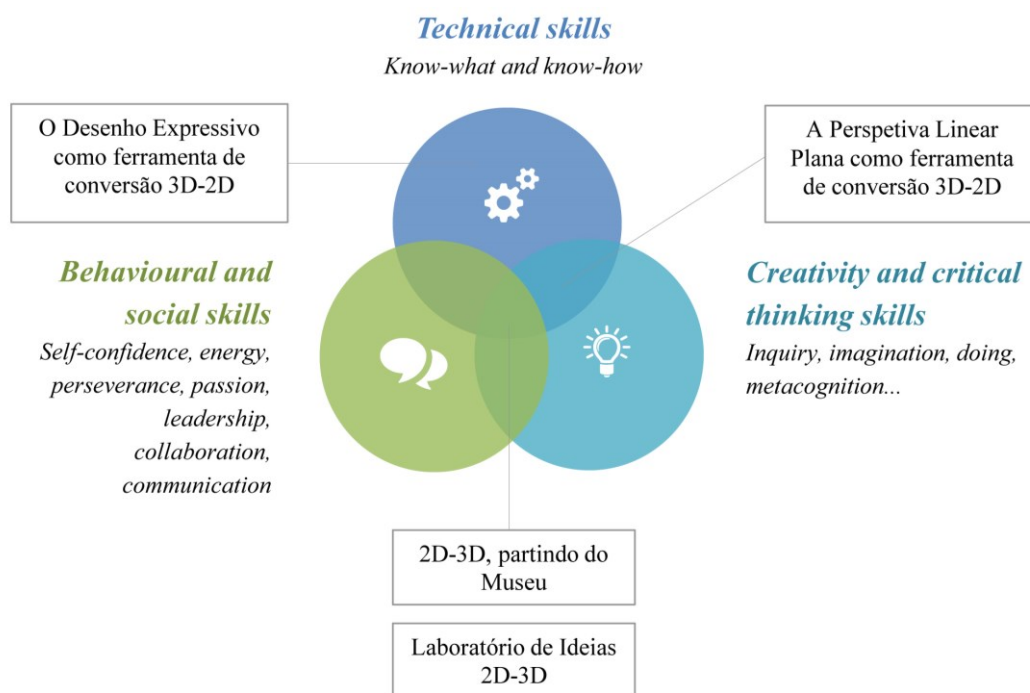 Technical skills
Know-what and know-how
O Desenho Expressivo
como ferramenta de
conversão 3D-2D
A Perspetiva Linear
Plana como ferramenta
de conversão 3D-2D
Behavioural and
social skills
Self-confidence, energy,
perseverance, passion,
leadership,
collaboration,
communication
Creativity and critical
thinking skills
Inquiry, imagination, doing,
metacognition...
2D-3D, partindo do
Museu
Laboratório de Ideias
2D-3D